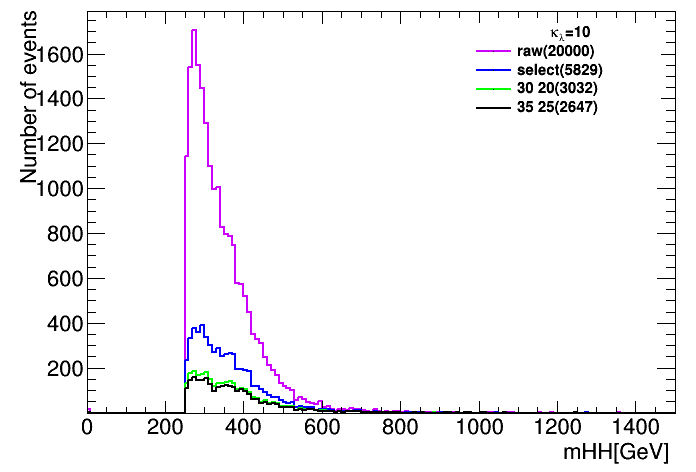 κλ=10
raw(20000)
select(5829)
30 20(3032)
35 25(2647)
Number of events
1600
1400
1200
1000
800
600
400
200
0 200 400 600 800 1000 1200 1400
mHH[GeV]